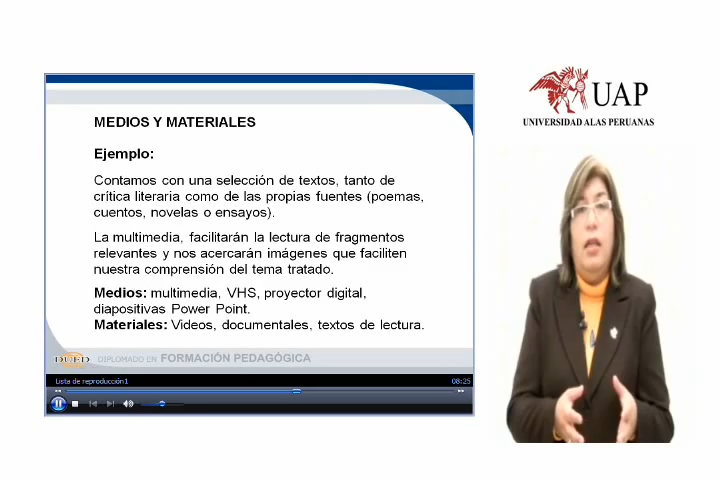 MEDIOS Y MATERIALES
Ejemplo:
Contamos con una selección de textos, tanto de
crítica literaria como de las propias fuentes (poemas,
cuentos, novelas o ensayos).
La multimedia, facilitarán la lectura de fragmentos
relevantes y nos acercarán imágenes que faciliten
nuestra comprensión del tema tratado.
Medios: multimedia, VHS, proyector digital,
diapositivas Power Point.
Materiales: Videos, documentales, textos de lectura.
DUED DIPLOMADO EN FORMACIÓN PEDAGÓGICA
Lista de reproducción1 08:25
UAP
UNIVERSIDAD ALAS PERUANAS